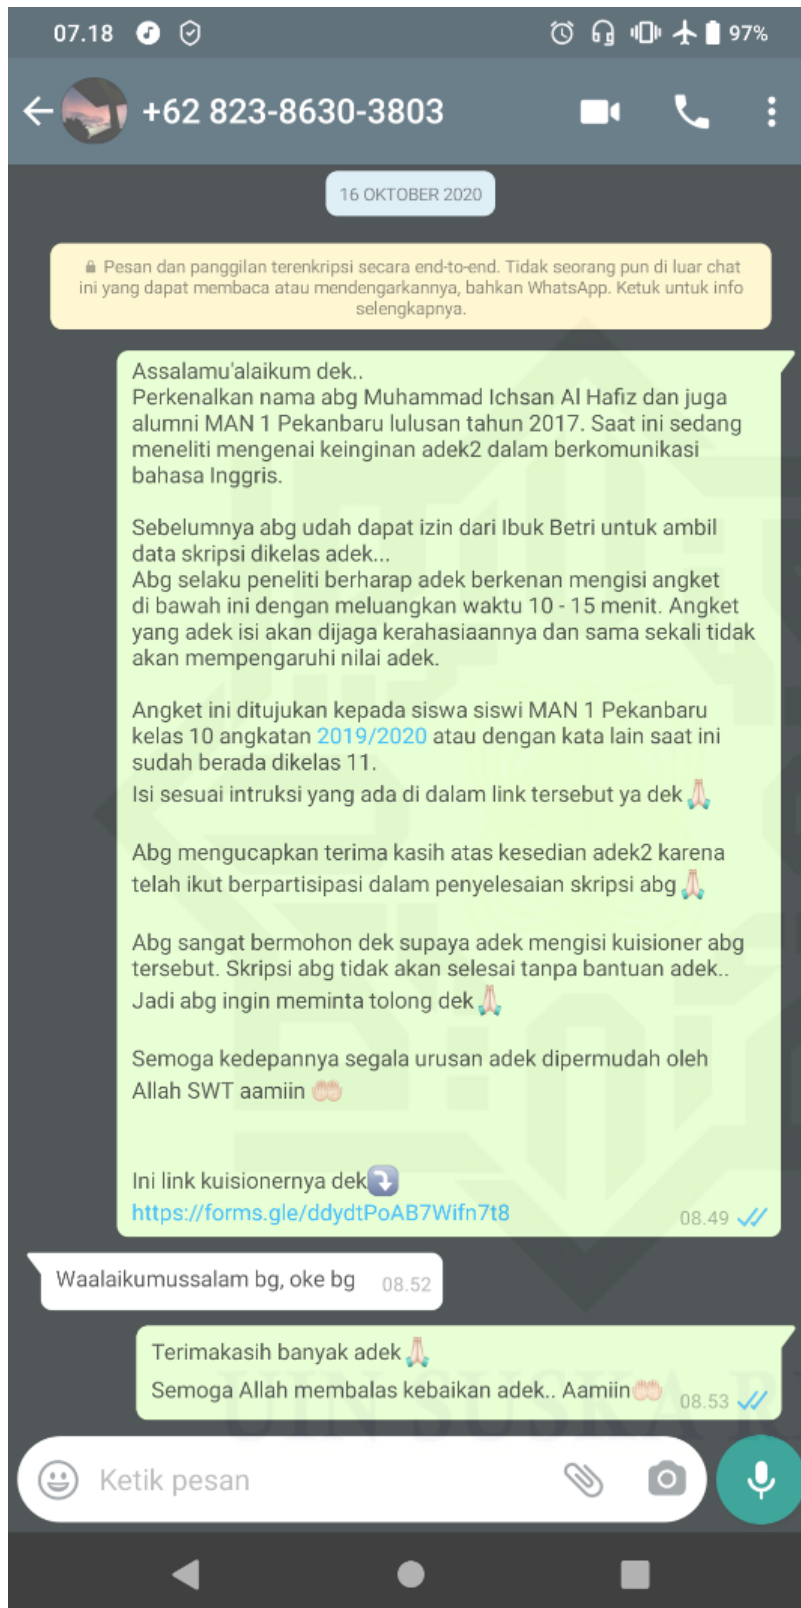 07.18
97%
+62 823-8630-3803
16 OKTOBER 2020
Pesan dan panggilan terenkripsi secara end-to-end. Tidak seorang pun di luar chat
ini yang dapat membaca atau mendengarkannya, bahkan WhatsApp. Ketuk untuk info
selengkapnya.
Assalamu'alaikum dek..
Perkenalkan nama abg Muhammad Ichsan Al Hafiz dan juga
alumni MAN 1 Pekanbaru lulusan tahun 2017. Saat ini sedang
meneliti mengenai keinginan adek2 dalam berkomunikasi
bahasa Inggris.
Sebelumnya abg udah dapat izin dari Ibuk Betri untuk ambil
data skripsi dikelas adek...
Abg selaku peneliti berharap adek berkenan mengisi angket
di bawah ini dengan meluangkan waktu 10 - 15 menit. Angket
yang adek isi akan dijaga kerahasiaannya dan sama sekali tidak
akan mempengaruhi nilai adek.
Angket ini ditujukan kepada siswa siswi MAN 1 Pekanbaru
kelas 10 angkatan 2019/2020 atau dengan kata lain saat ini
sudah berada dikelas 11.
Isi sesuai intruksi yang ada di dalam link tersebut ya dek🙏🏻
Abg mengucapkan terima kasih atas kesedian adek2 karena
telah ikut berpartisipasi dalam penyelesaian skripsi abg🙏🏻
Abg sangat bermohon dek supaya adek mengisi kuisioner abg
tersebut. Skripsi abg tidak akan selesai tanpa bantuan adek..
Jadi abg ingin meminta tolong dek🙏🏻
Semoga kedepannya segala urusan adek dipermudah oleh
Allah SWT aamiin 🤲🏻
Ini link kuisionernya dek⤵️
https://forms.gle/ddydtPoAB7Wifn7t8
08.49
Waalaikumussalam bg, oke bg
08.52
Terimakasih banyak adek🙏🏻
Semoga Allah membalas kebaikan adek.. Aamiin🤲🏻
08.53
UIN SUSKA R
Ketik pesan